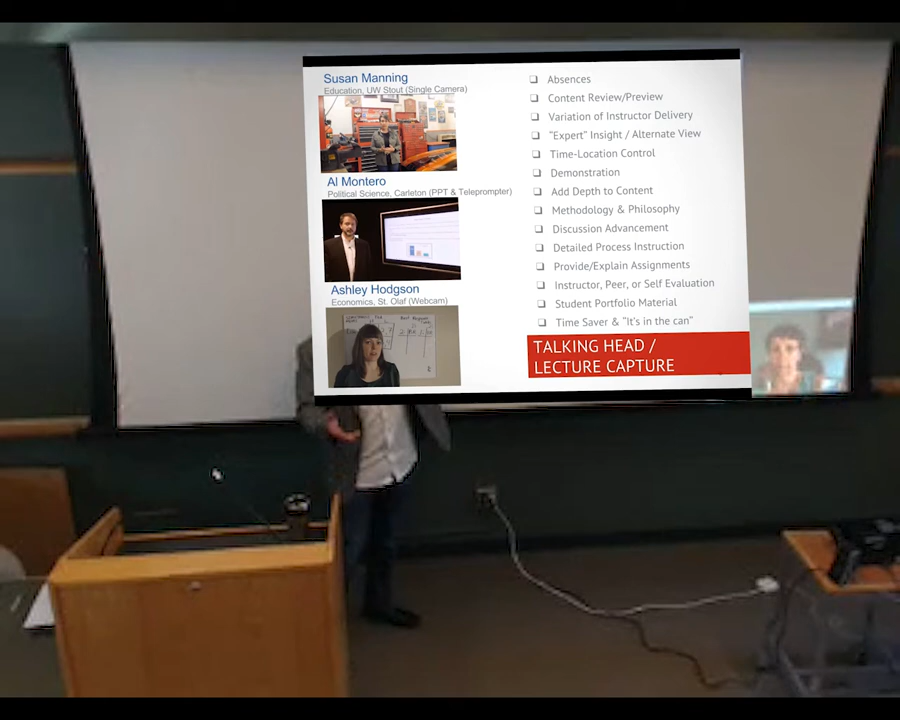 Susan Manning
Education, UW Stout (Single Camera)
Al Montero
Political Science, Carleton (PPT & Teleprompter)
Ashley Hodgson
Economics, St. Olaf (Webcam)
❑ Absences
❑ Content Review/Preview
❑ Variation of Instructor Delivery
❑ “Expert” Insight / Alternate View
❑ Time-Location Control
❑ Demonstration
❑ Add Depth to Content
❑ Methodology & Philosophy
❑ Discussion Advancement
❑ Detailed Process Instruction
❑ Provide/Explain Assignments
❑ Instructor, Peer, or Self Evaluation
❑ Student Portfolio Material
❑ Time Saver & “It's in the can”
TALKING HEAD /
LECTURE CAPTURE